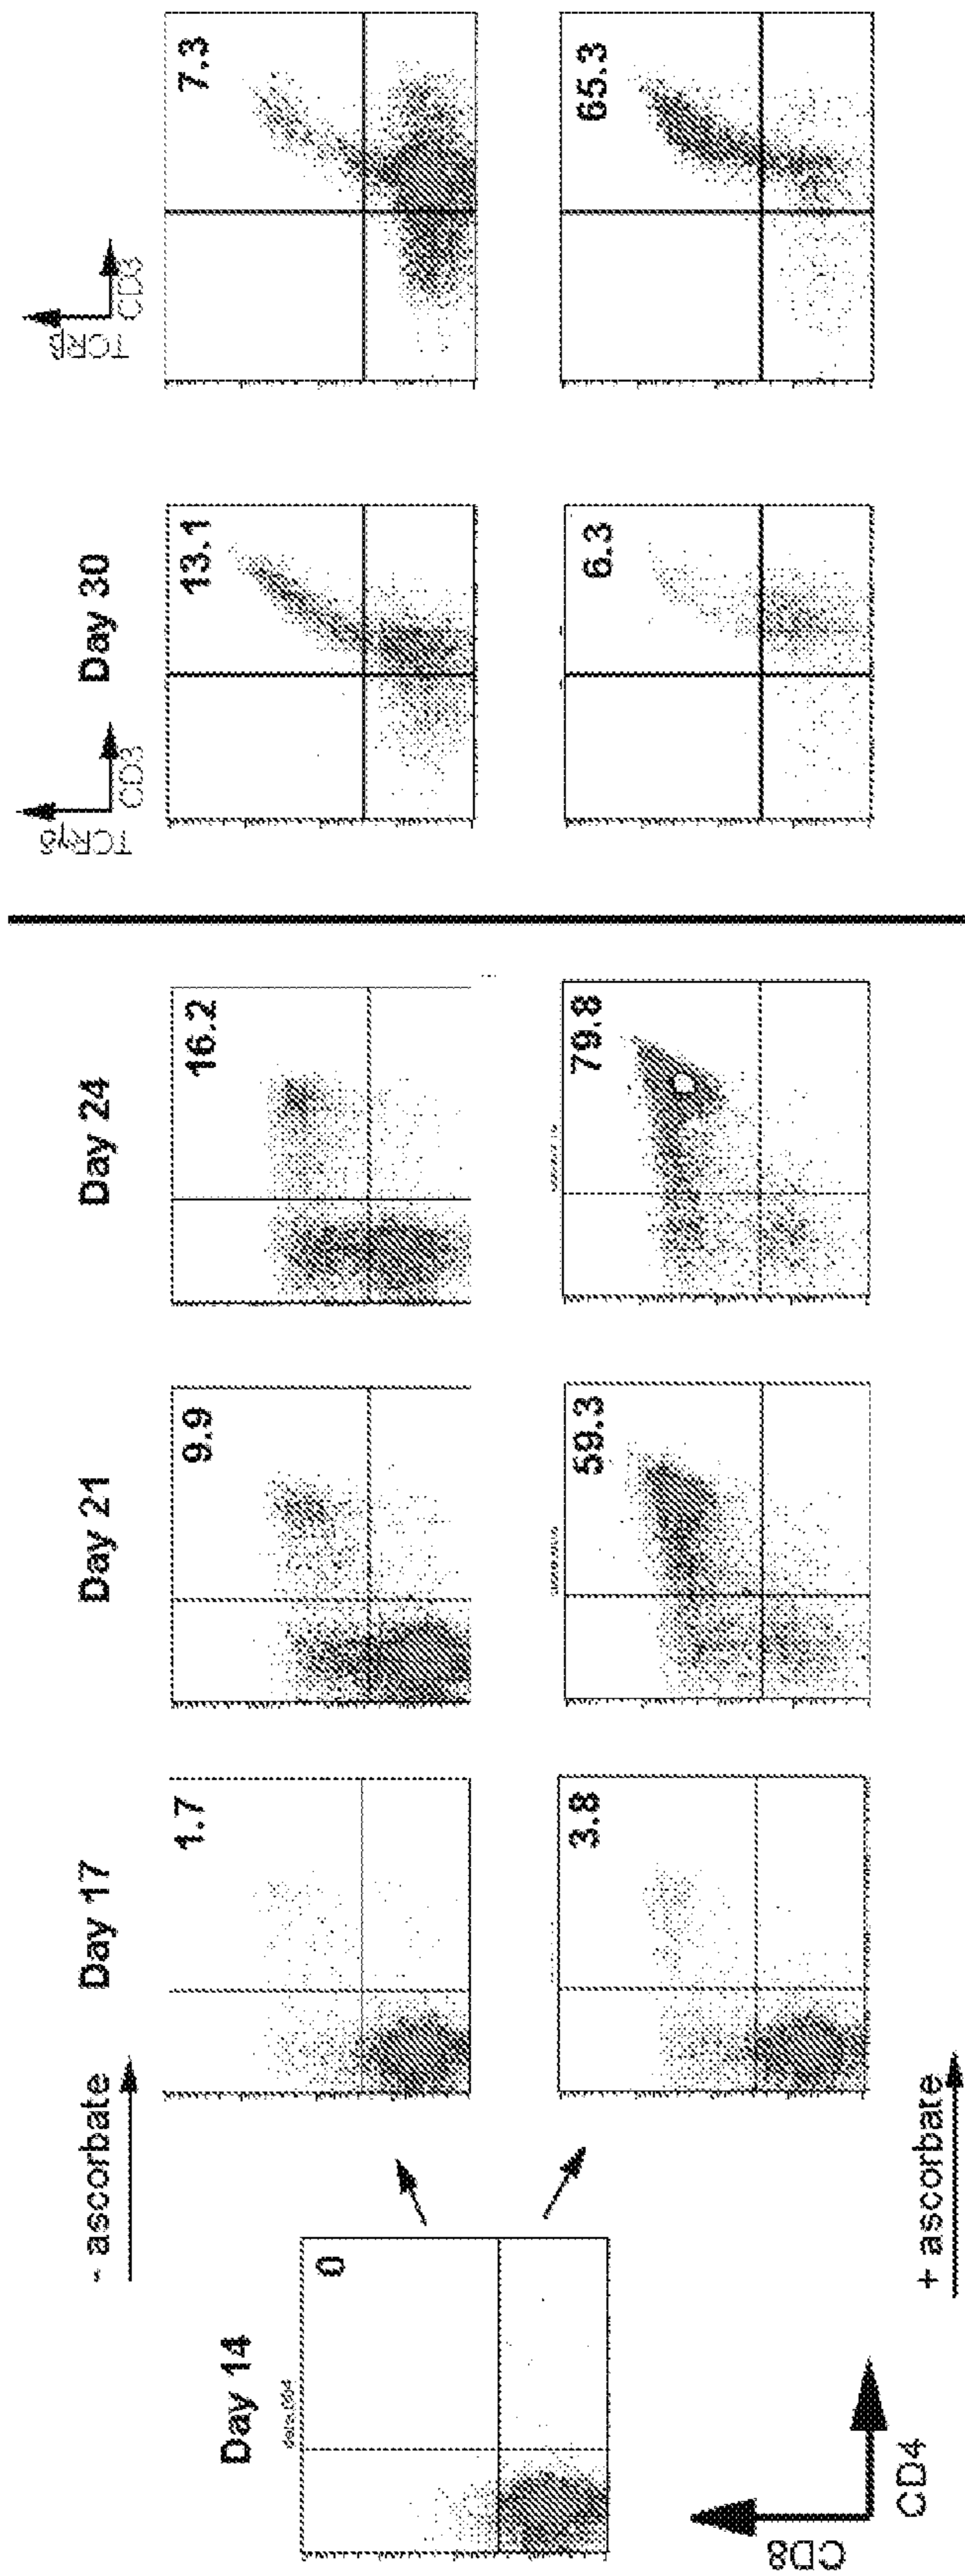 Day 14
0
- ascorbate
Day 17
1.7
Day 21
9.9
Day 24
16.2
3.8
59.3
79.8
+ ascorbate
CD8
CD4
Day 30
TCRγδ
CD3
13.1
6.3
TCRβ
CD3
7.3
65.3